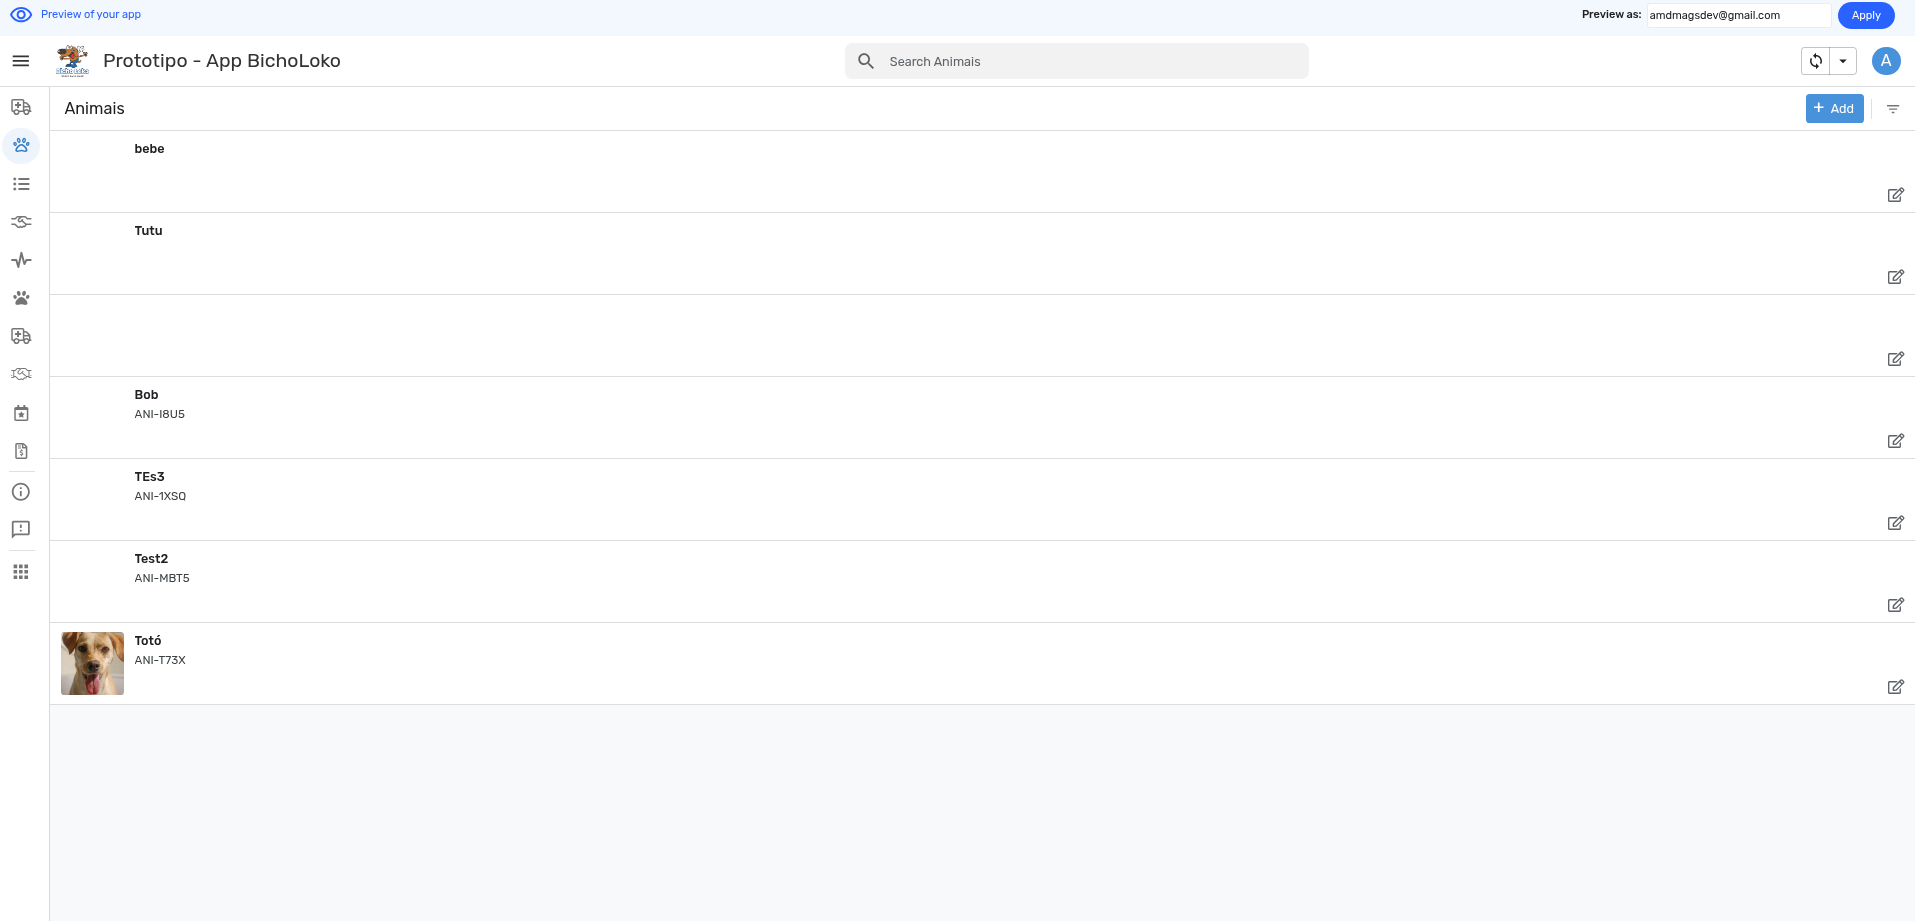 Preview of your app
Preview as: amdmagsdev@gmail.com Apply
Prototipo - App BichoLoko
Search Animais
A
Animais
+ Add
bebe
Tutu
Bob
ANI-I8U5
TEs3
ANI-1XSQ
Test2
ANI-MBT5
Totó
ANI-T73X